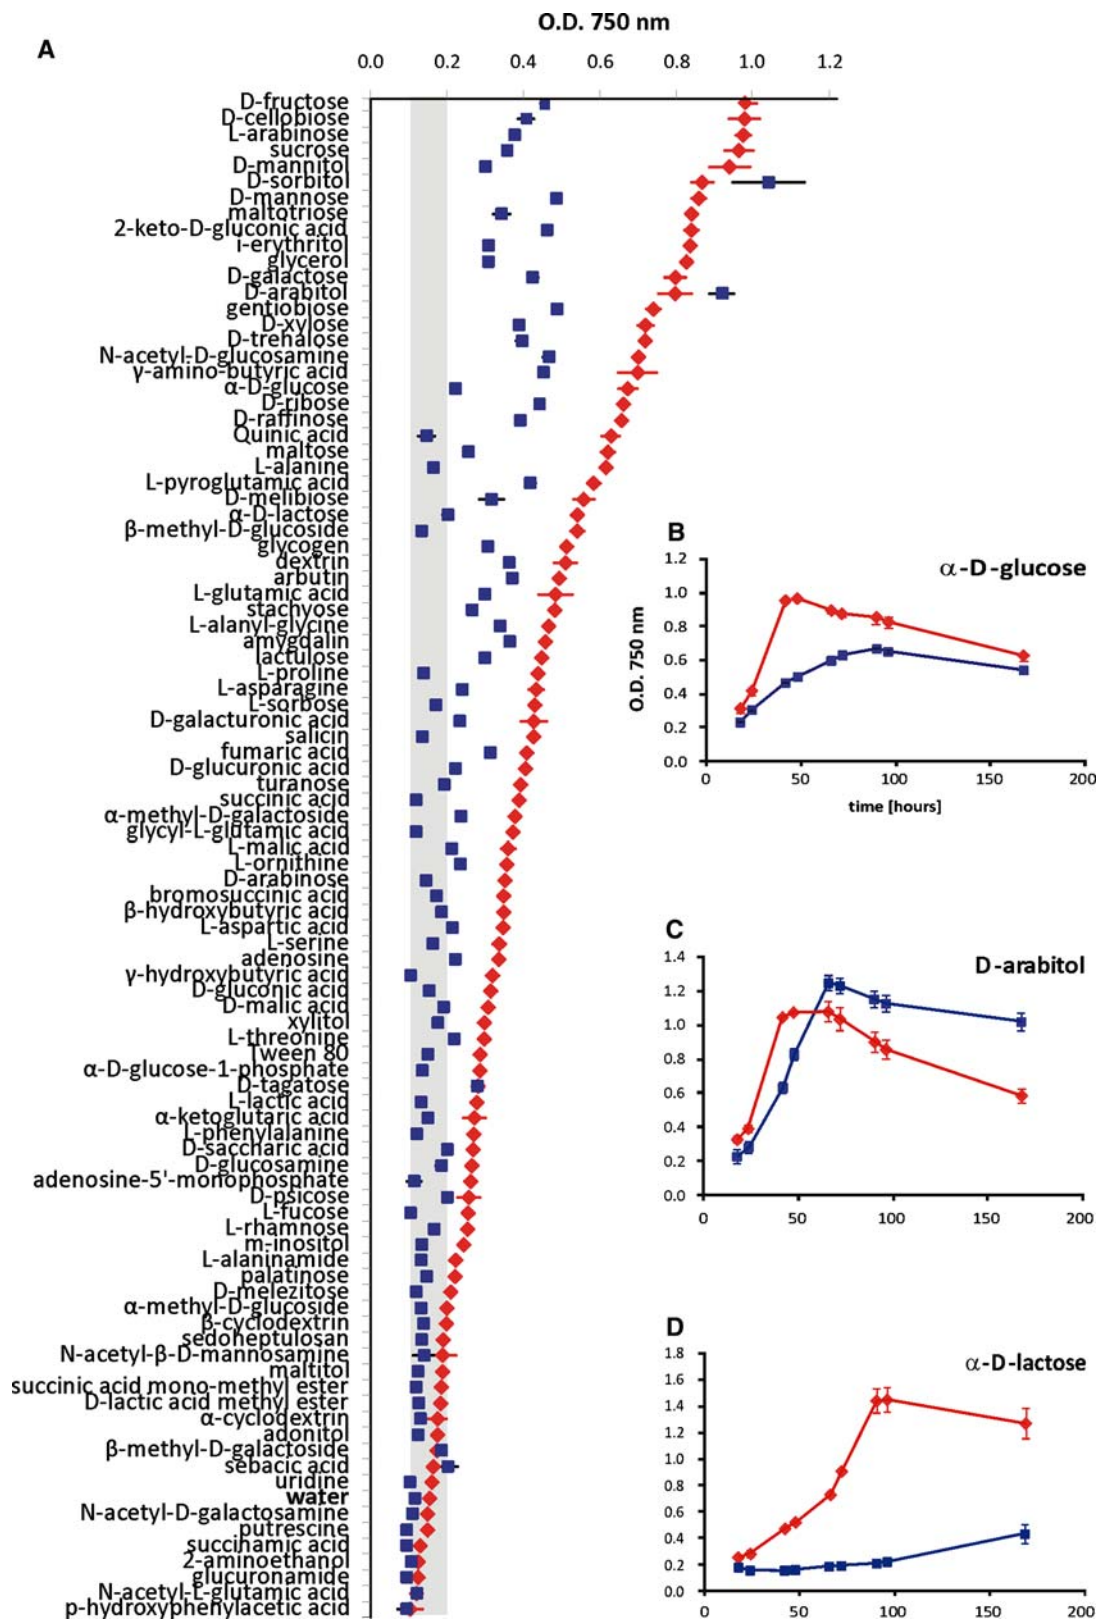 O.D. 750 nm
A
0.0 0.2 0.4 0.6 0.8 1.0 1.2
D-fructose
D-cellobiose
L-arabinose
sucrose
D-mannitol
D-sorbitol
D-mannose
maltotriose
2-keto-D-gluconic acid
i-erythritol
glycerol
D-galactose
D-arabitol
gentiobiose
D-xylose
D-trehalose
N-acetyl-D-glucosamine
γ-amino-butyric acid
α-D-glucose
D-ribose
D-raffinose
Quinic acid
maltose
L-alanine
L-pyroglutamic acid
D-melibiose
α-D-lactose
β-methyl-D-glucoside
glycogen
dextrin
arbutin
L-glutamic acid
stachyose
L-alanyl-glycine
amygdalin
lactulose
L-proline
L-asparagine
L-sorbose
D-galacturonic acid
salicin
fumaric acid
D-glucuronic acid
turanose
succinic acid
α-methyl-D-galactoside
glycyl-L-glutamic acid
L-malic acid
L-ornithine
D-arabinose
bromosuccinic acid
β-hydroxybutyric acid
L-aspartic acid
L-serine
adenosine
γ-hydroxybutyric acid
D-gluconic acid
D-malic acid
xylitol
L-threonine
Tween 80
α-D-glucose-1-phosphate
D-tagatose
L-lactic acid
α-ketoglutaric acid
L-phenylalanine
D-saccharic acid
D-glucosamine
adenosine-5'-monophosphate
D-psicose
L-fucose
L-rhamnose
m-inositol
L-alaninamide
palatinose
D-melezitose
α-methyl-D-glucoside
β-cyclodextrin
sedoheptulosan
N-acetyl-β-D-mannosamine
maltitol
succinic acid mono-methyl ester
D-lactic acid methyl ester
α-cyclodextrin
adonitol
β-methyl-D-galactoside
sebacic acid
uridine
water
N-acetyl-D-galactosamine
putrescine
succinamic acid
2-aminoethanol
glucuronamide
N-acetyl-L-glutamic acid
p-hydroxyphenylacetic acid
B
α-D-glucose
O.D. 750 nm
1.2
1.0
0.8
0.6
0.4
0.2
0.0
0 50 100 150 200
time [hours]
C
D-arabitol
1.4
1.2
1.0
0.8
0.6
0.4
0.2
0.0
0 50 100 150 200
D
α-D-lactose
1.8
1.6
1.4
1.2
1.0
0.8
0.6
0.4
0.2
0.0
0 50 100 150 200